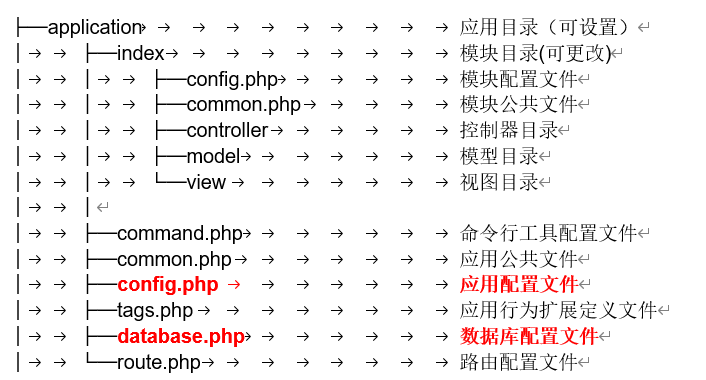 ├──application 应用目录（可设置）
│ ├──index 模块目录(可更改)
│ │ ├──config.php 模块配置文件
│ │ ├──common.php 模块公共文件
│ │ ├──controller 控制器目录
│ │ ├──model 模型目录
│ │ └──view 视图目录
│ │
│ ├──command.php 命令行工具配置文件
│ ├──common.php 应用公共文件
│ ├──config.php 应用配置文件
│ ├──tags.php 应用行为扩展定义文件
│ ├──database.php 数据库配置文件
│ └──route.php 路由配置文件